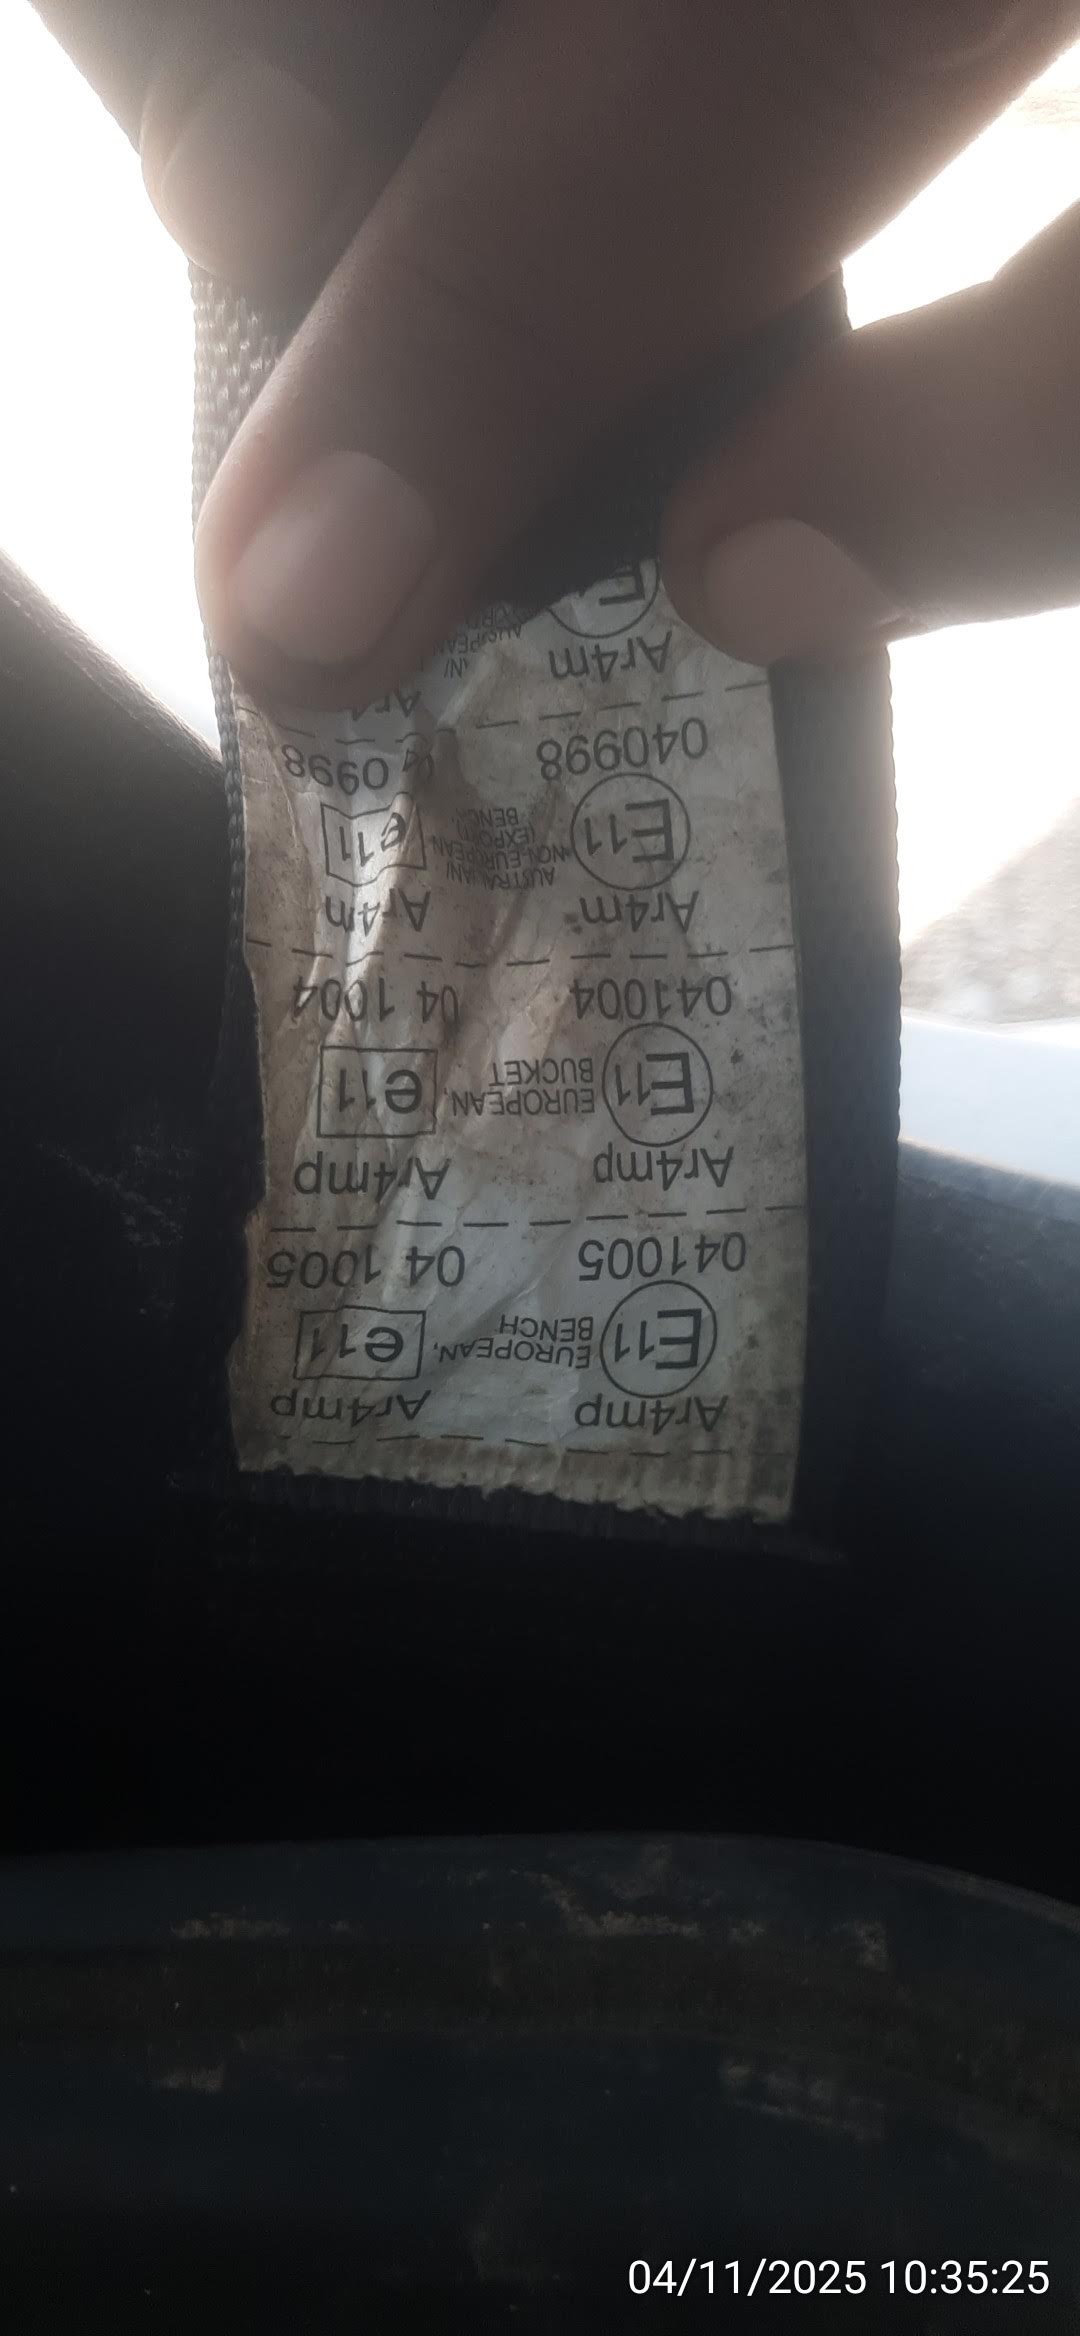 Ar4mp Ar4mp
E11 EUROPEAN, e11
BENCH
041005 04 1005
Ar4mp Ar4mp
E11 EUROPEAN, e11
BUCKET
041004 04 1004
Ar4m Ar4m
AUSTRALIAN/
E11 NON-EUROPEAN e11
(EXPORT)
BENCH
040998 04 0998
Ar4m
04/11/2025 10:35:25